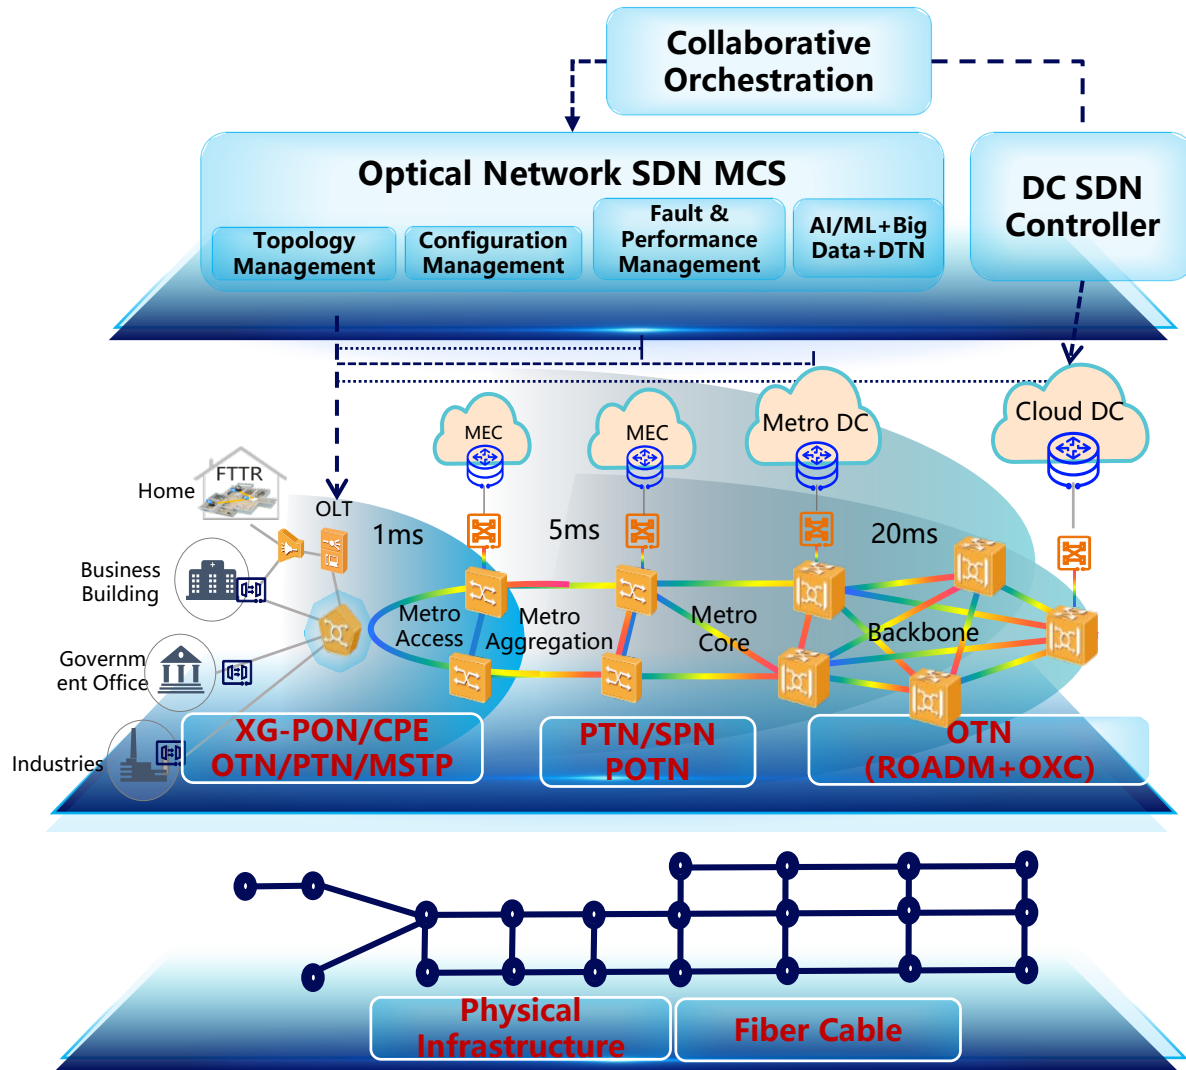 Collaborative
Orchestration
Optical Network SDN MCS
DC SDN
Controller
Topology
Management
Configuration
Management
Fault &
Performance
Management
AI/ML+Big
Data+DTN
MEC
MEC
Metro DC
Cloud DC
FTTR
Home
OLT
1ms
5ms
20ms
Business
Building
Metro
Access
Metro
Aggregation
Metro
Core
Backbone
Governm
ent Office
Industries
XG-PON/CPE
OTN/PTN/MSTP
PTN/SPN
POTN
OTN
(ROADM+OXC)
Physical
Infrastructure
Fiber Cable